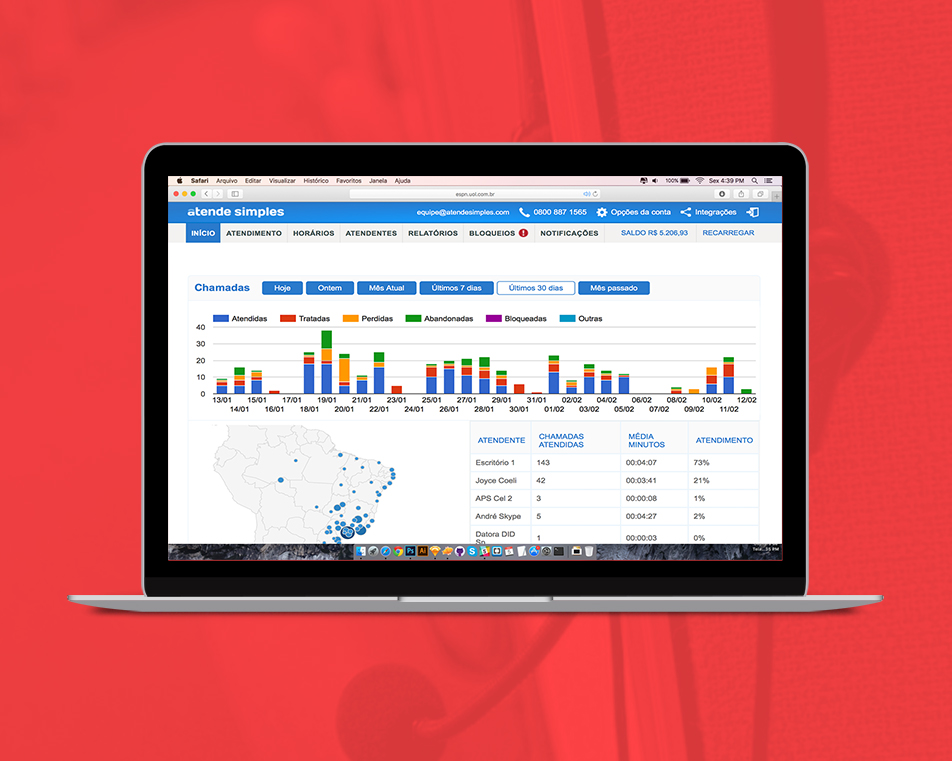 Safari Arquivo Editar Visualizar Histórico Favoritos Janela Ajuda 100% Sex 4:39 PM
espn.uol.com.br
atende simples equipe@atendesimples.com 0800 887 1565 Opções da conta Integrações
INÍCIO ATENDIMENTO HORÁRIOS ATENDENTES RELATÓRIOS BLOQUEIOS ! NOTIFICAÇÕES SALDO R$ 5.206,93 RECARREGAR
Chamadas Hoje Ontem Mês Atual Últimos 7 dias Últimos 30 dias Mês passado
Atendidas Tratadas Perdidas Abandonadas Bloqueadas Outras
40
30
20
10
0
13/01 15/01 17/01 19/01 21/01 23/01 25/01 27/01 29/01 31/01 02/02 04/02 06/02 08/02 10/02 12/02
14/01 16/01 18/01 20/01 22/01 24/01 26/01 28/01 30/01 01/02 03/02 05/02 07/02 09/02 11/02
ATENDENTE CHAMADAS ATENDIDAS MÉDIA MINUTOS ATENDIMENTO
Escritório 1 143 00:04:07 73%
Joyce Coeli 42 00:03:41 21%
APS Cel 2 3 00:00:08 1%
André Skype 5 00:04:27 2%
Datora DID Sp 1 00:00:03 0%
Ps Ai S